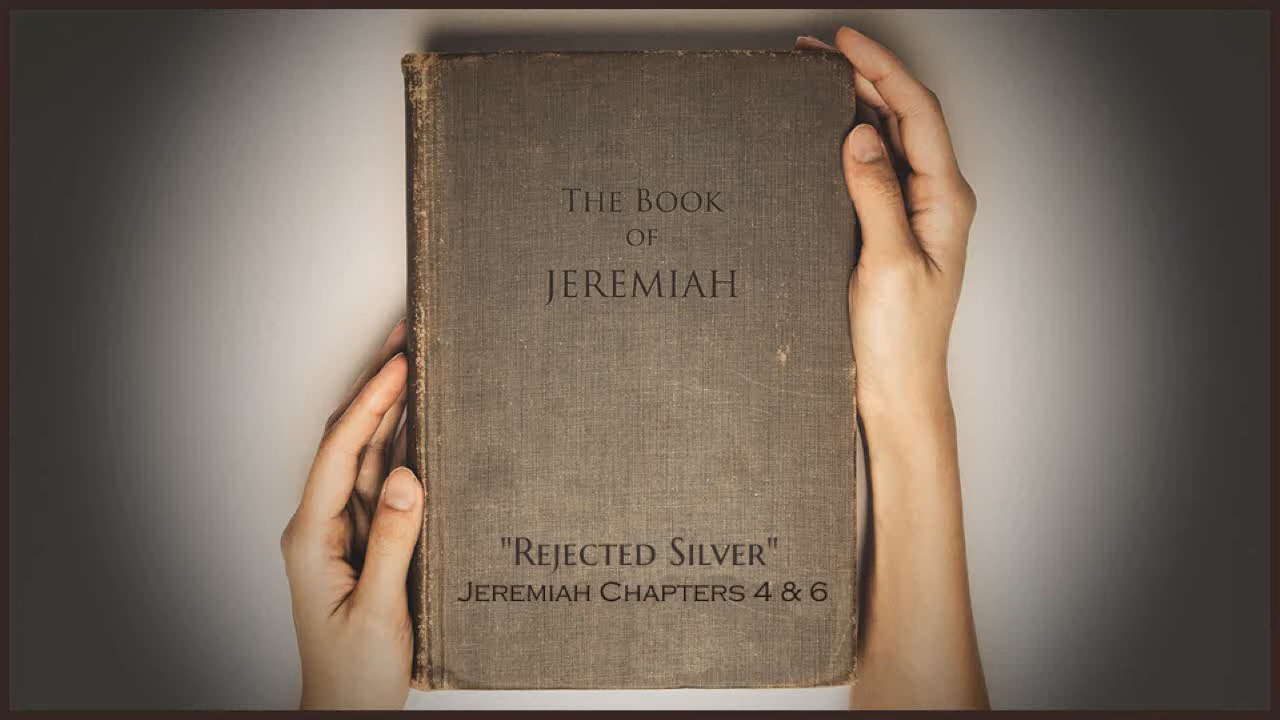 The Book
of
JEREMIAH
"Rejected Silver"
Jeremiah Chapters 4 & 6